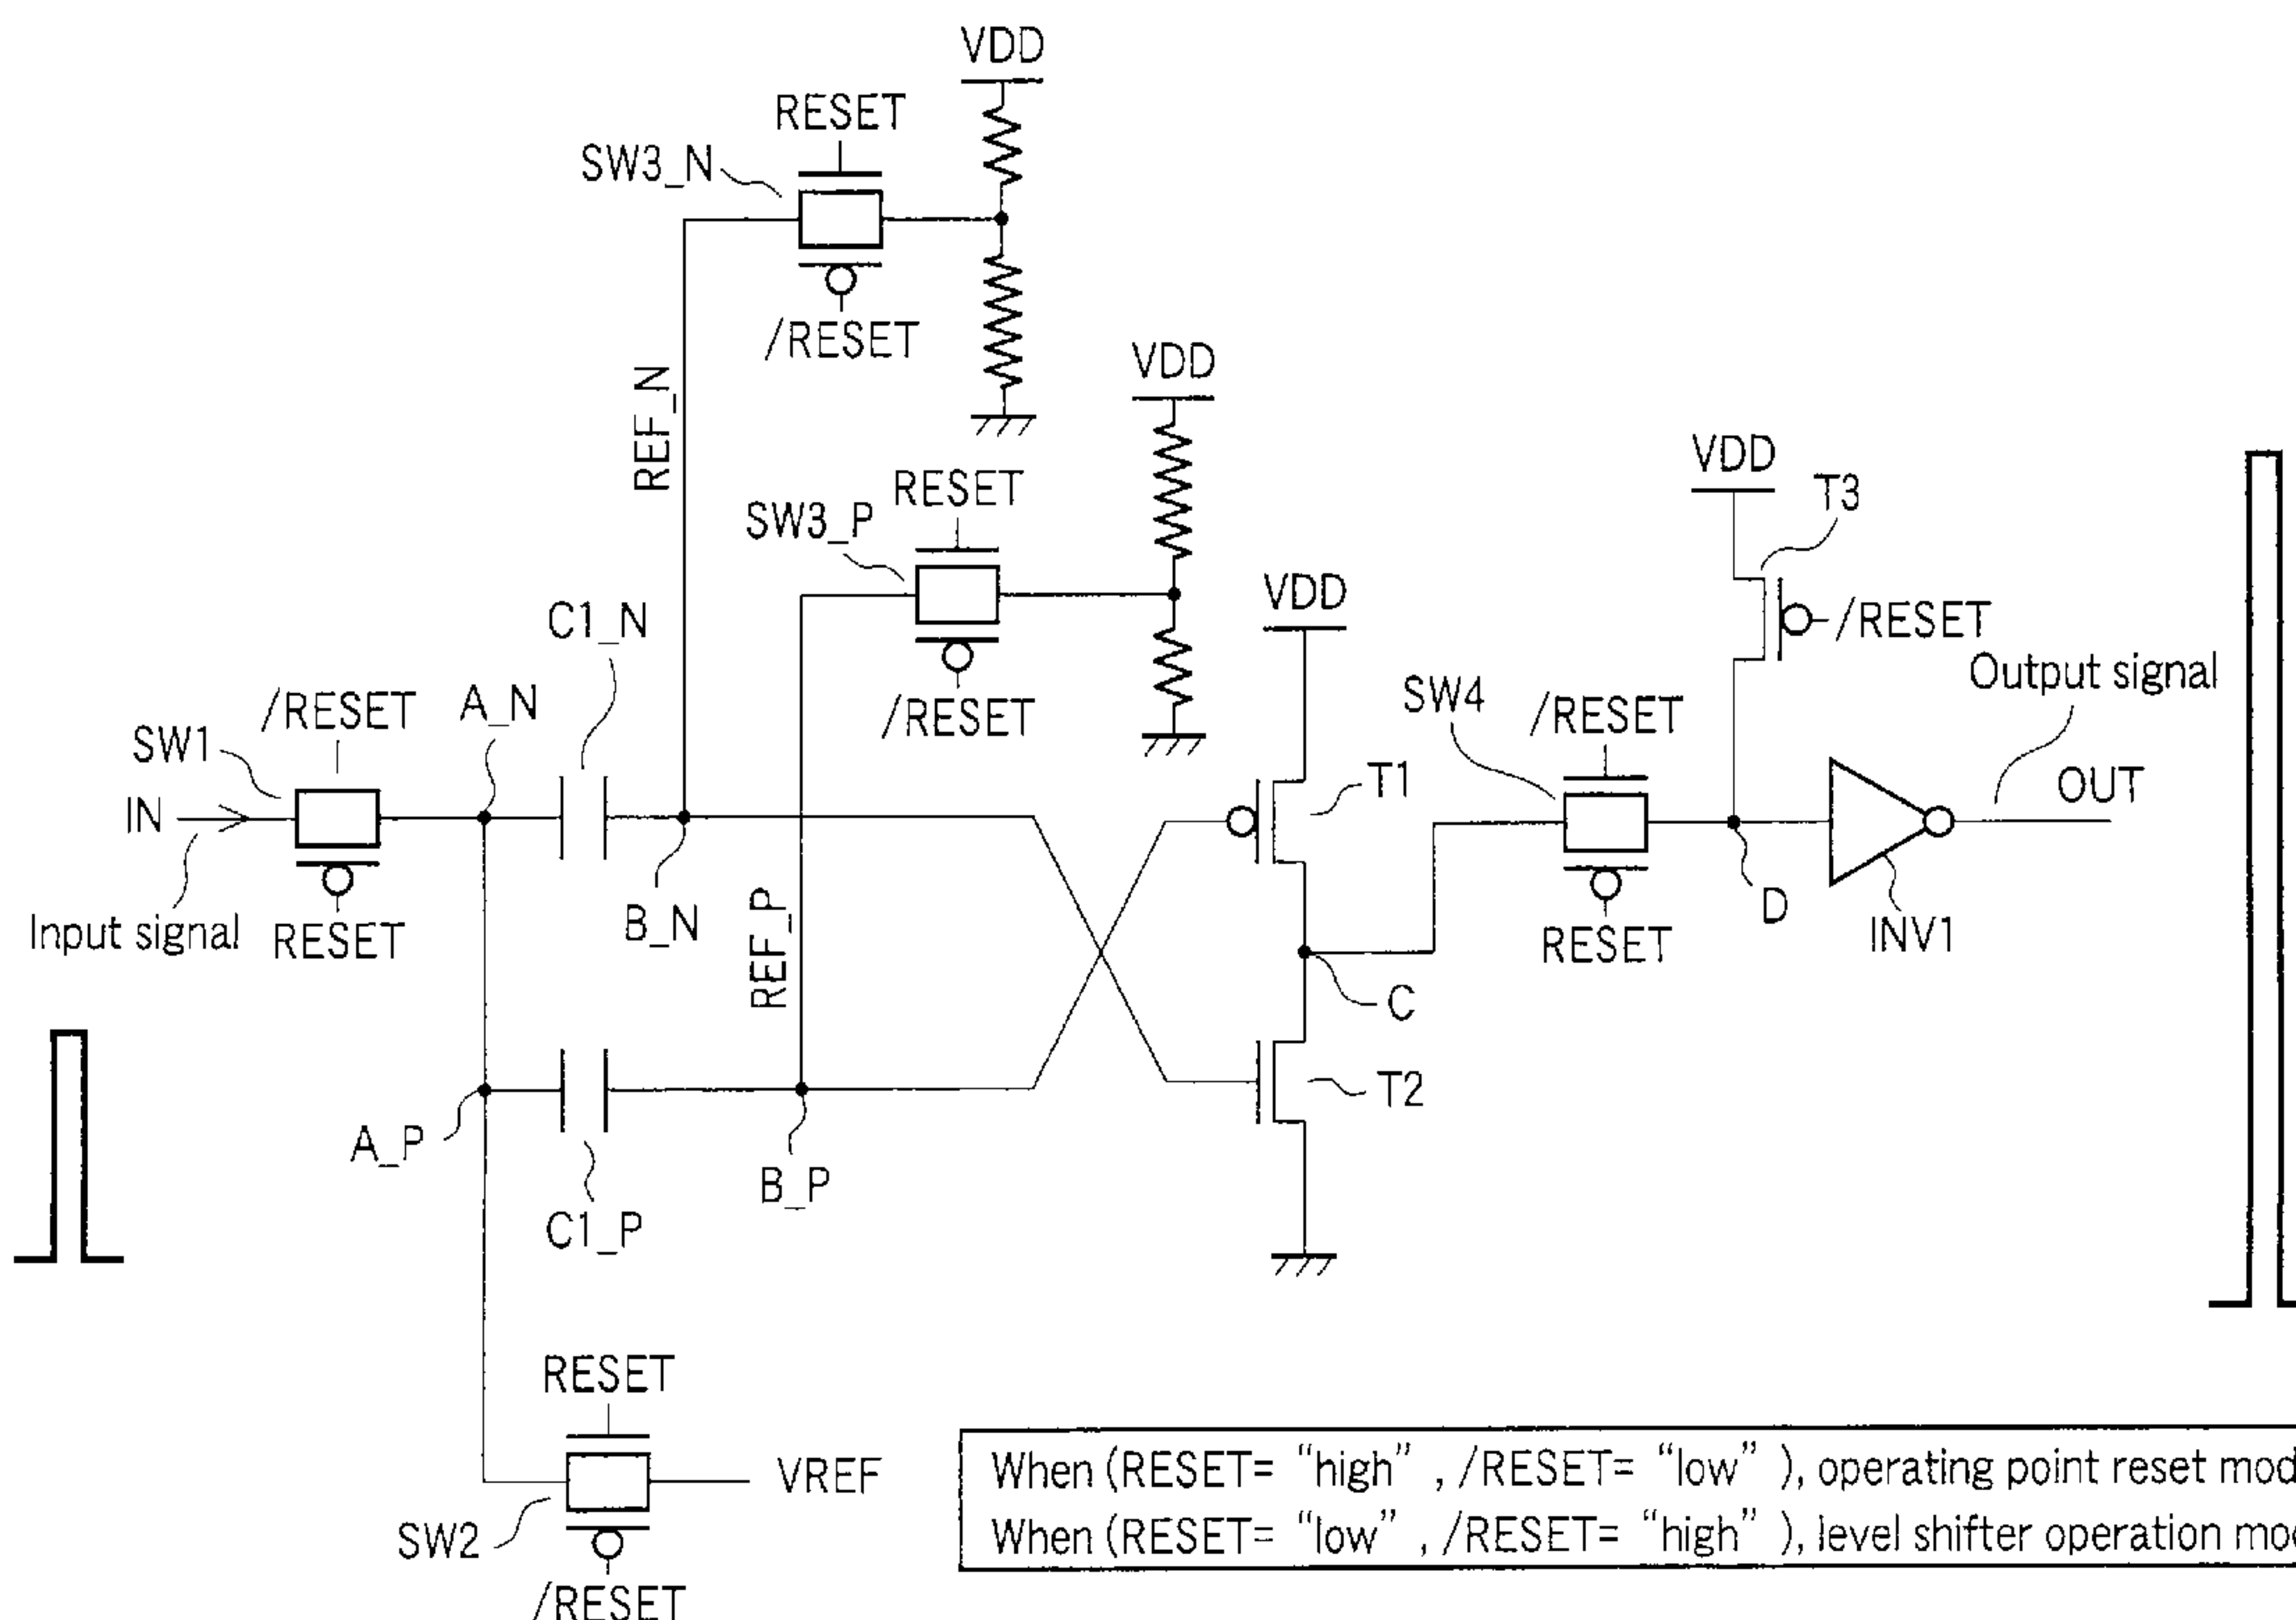 VDD
RESET
SW3_N
/RESET
REF_N
VDD
RESET
SW3_P
/RESET
VDD
T3
/RESET
Output signal
OUT
VDD
C1_N
A_N
/RESET
SW1
IN
RESET
Input signal
B_N
REF_P
T1
SW4
/RESET
RESET
D
INV1
C
T2
A_P
B_P
C1_P
RESET
VREF
SW2
/RESET
When (RESET= “high” , /RESET= “low” ), operating point reset mod
When (RESET= “low” , /RESET= “high” ), level shifter operation mo